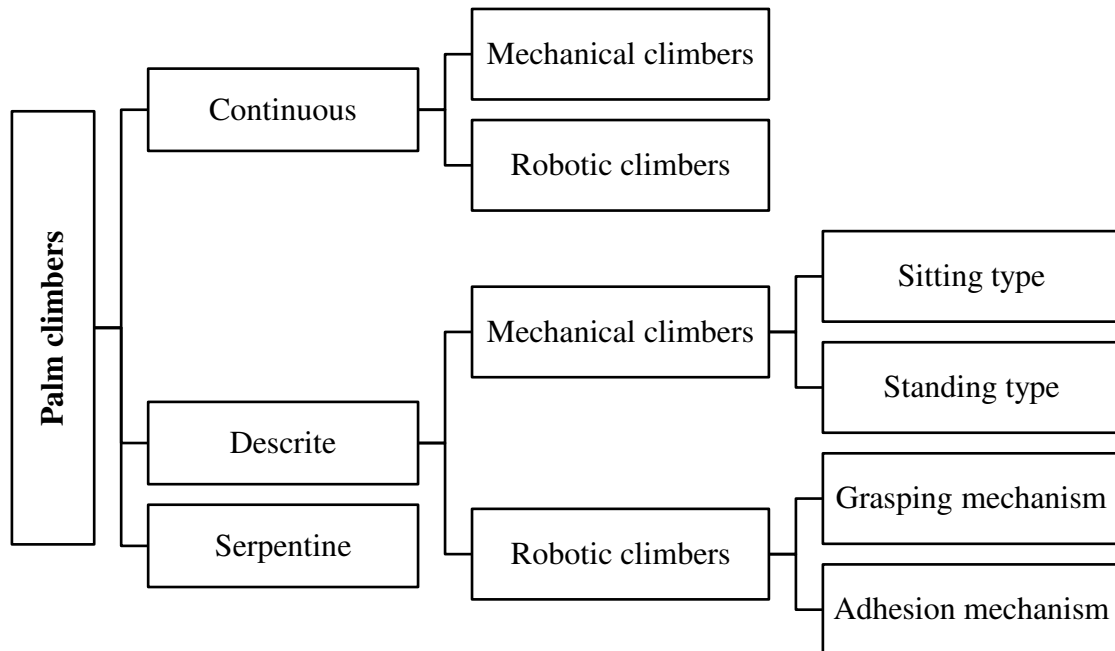 Palm climbers
Continuous
Mechanical climbers
Robotic climbers
Descrite
Mechanical climbers
Sitting type
Standing type
Robotic climbers
Grasping mechanism
Adhesion mechanism
Serpentine